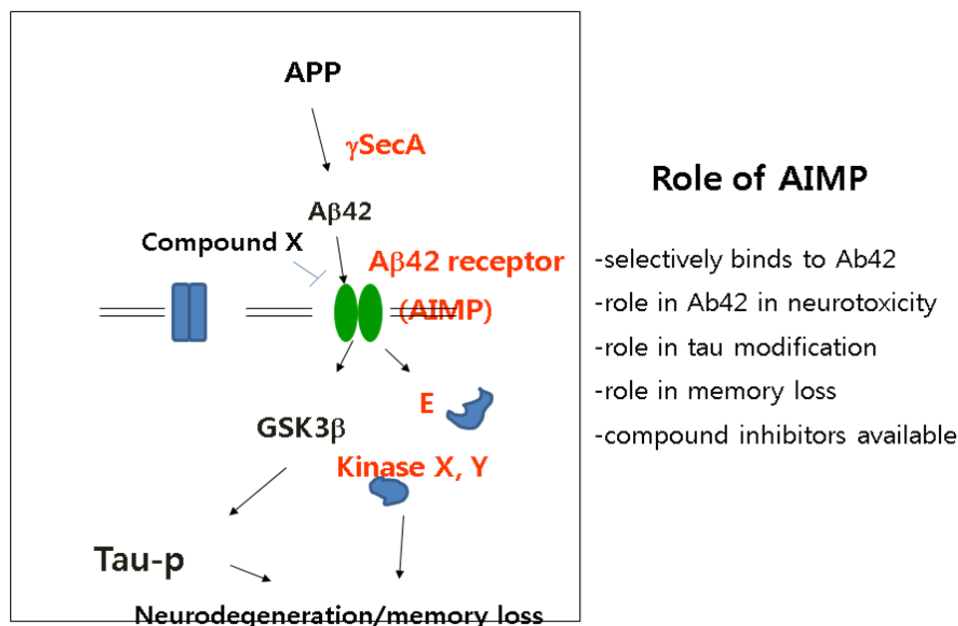 APP
γSecA
Aβ42
Compound X
Aβ42 receptor
(AIMP)
E
GSK3β
Kinase X, Y
Tau-p
Neurodegeneration/memory loss
Role of AIMP
-selectively binds to Ab42
-role in Ab42 in neurotoxicity
-role in tau modification
-role in memory loss
-compound inhibitors available